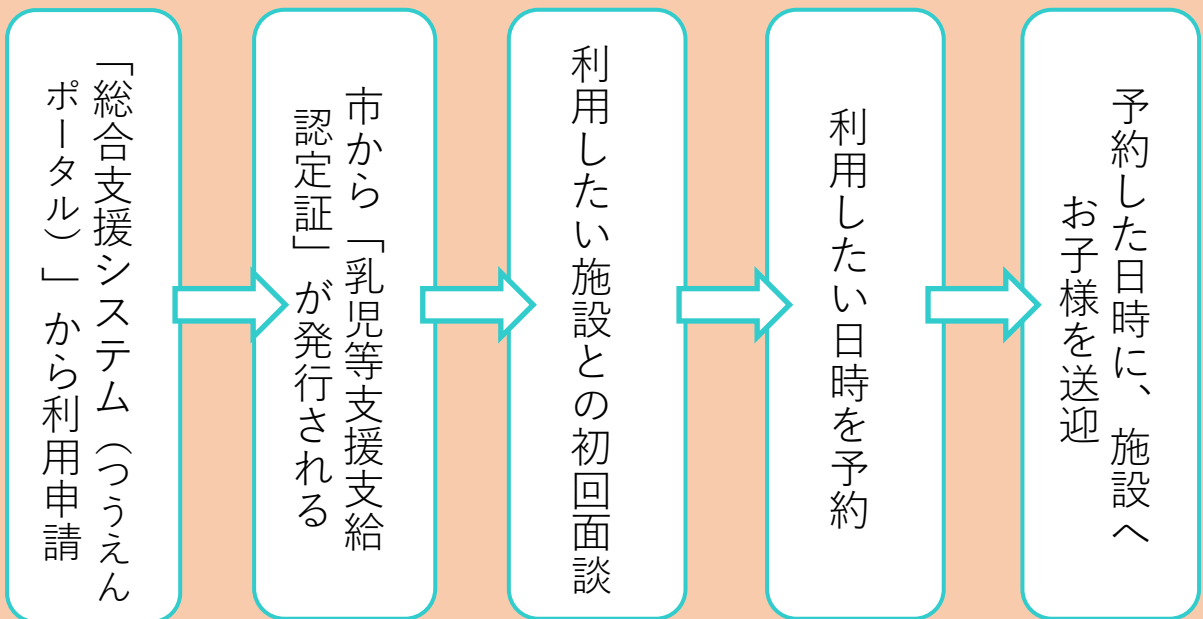 「総合支援システム（つうえん
ポータル）」から利用申請
市から「乳児等支援支給
認定証」が発行される
利用したい施設との初回面談
利用したい日時を予約
予約した日時に、施設へ
お子様を送迎